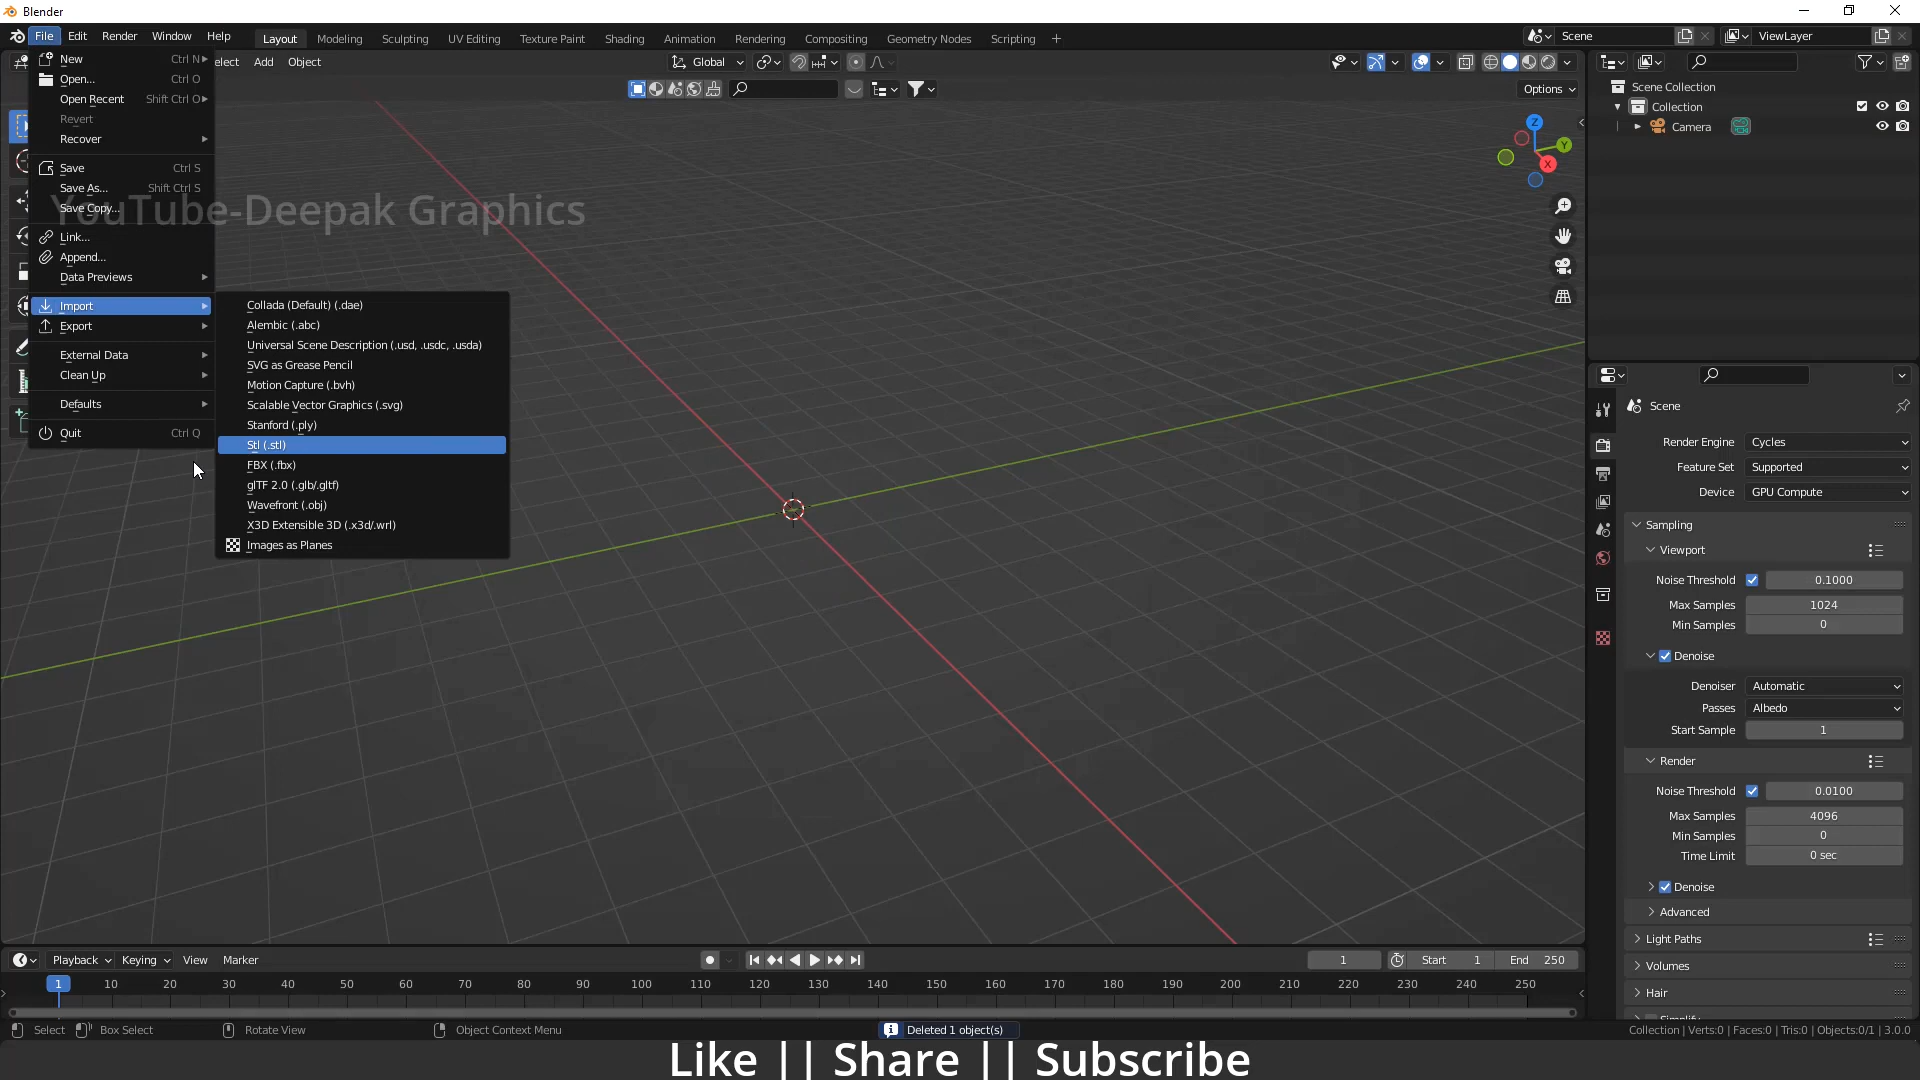 Blender
File Edit Render Window Help Layout Modeling Sculpting UV Editing Texture Paint Shading Animation Rendering Compositing Geometry Nodes Scripting + Scene ViewLayer
elect Add Object Global
Options
New Ctrl N
Open... Ctrl O
Open Recent Shift Ctrl O
Revert
Recover
Save Ctrl S
Save As... Shift Ctrl S
Save Copy...
Link...
Append...
Data Previews
Import
Export
External Data
Clean Up
Defaults
Quit Ctrl Q
YouTube-Deepak Graphics
Collada (Default) (.dae)
Alembic (.abc)
Universal Scene Description (.usd, .usdc, .usda)
SVG as Grease Pencil
Motion Capture (.bvh)
Scalable Vector Graphics (.svg)
Stanford (.ply)
Stl (.stl)
FBX (.fbx)
glTF 2.0 (.glb/.gltf)
Wavefront (.obj)
X3D Extensible 3D (.x3d/.wrl)
Images as Planes
Z
Y
X
Scene Collection
Collection
Camera
Scene
Render Engine Cycles
Feature Set Supported
Device GPU Compute
Sampling
Viewport
Noise Threshold 0.1000
Max Samples 1024
Min Samples 0
Denoise
Denoiser Automatic
Passes Albedo
Start Sample 1
Render
Noise Threshold 0.0100
Max Samples 4096
Min Samples 0
Time Limit 0 sec
Denoise
Advanced
Light Paths
Volumes
Hair
Playback Keying View Marker 1 Start 1 End 250
1 10 20 30 40 50 60 70 80 90 100 110 120 130 140 150 160 170 180 190 200 210 220 230 240 250
Select Box Select Rotate View Object Context Menu Deleted 1 object(s) Collection | Verts:0 | Faces:0 | Tris:0 | Objects:0/1 | 3.0.0
Like || Share || Subscribe